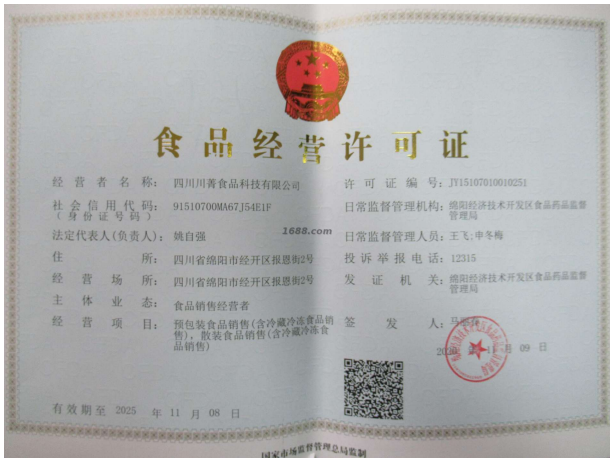 食品经营许可证
经营者名称： 四川川菁食品科技有限公司
社会信用代码： 91510700MA67J54E1F
（身份证号码）
法定代表人(负责人)： 姚自强
住所： 四川省绵阳市经开区报恩街2号
经营场所： 四川省绵阳市经开区报恩街2号
主体业态： 食品销售经营者
经营项目： 预包装食品销售(含冷藏冷冻食品销
售)，散装食品销售(含冷藏冷冻食
品销售)
有效期至 2025 年 11 月 08 日
许可证编号： JY15107010010251
日常监督管理机构： 绵阳经济技术开发区食品药品监督
管理局
日常监督管理人员： 王飞;申冬梅
投诉举报电话： 12315
发证机关： 绵阳经济技术开发区食品药品监督
管理局
签发人：
年 11 月 09 日
1688.com
国家市场监督管理总局监制